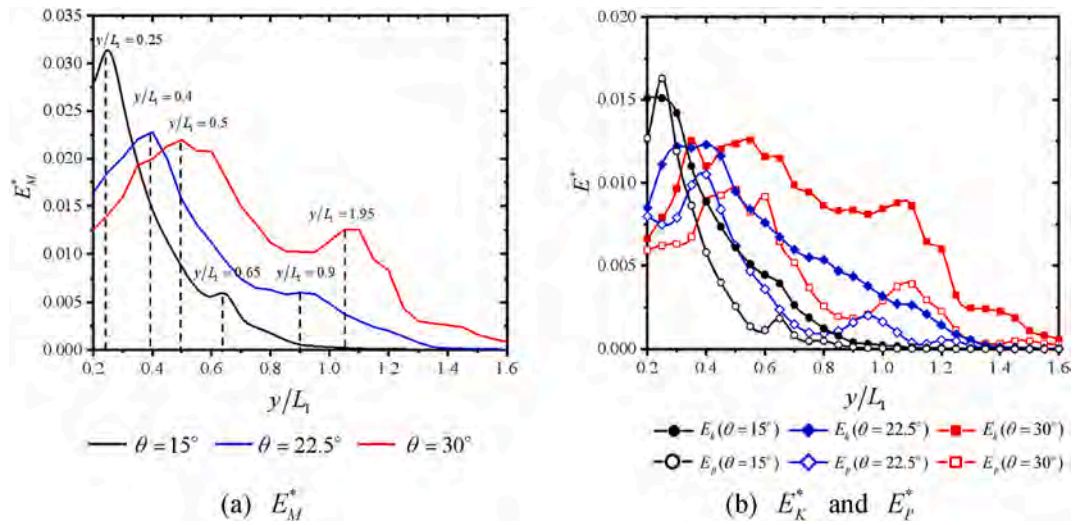 0.035
0.030
0.025
0.020
0.015
0.010
0.005
0.000
E*M
y/L1 = 0.25
y/L1 = 0.4
y/L1 = 0.5
y/L1 = 1.95
y/L1 = 0.65
y/L1 = 0.9
0.2 0.4 0.6 0.8 1.0 1.2 1.4 1.6
y/L1
θ = 15° θ = 22.5° θ = 30°
(a) E*M
0.020
0.015
0.010
0.005
0.000
E*
0.2 0.4 0.6 0.8 1.0 1.2 1.4 1.6
y/L1
Ek(θ = 15°) Ek(θ = 22.5°) Ek(θ = 30°)
Ep(θ = 15°) Ep(θ = 22.5°) Ep(θ = 30°)
(b) E*K and E*P